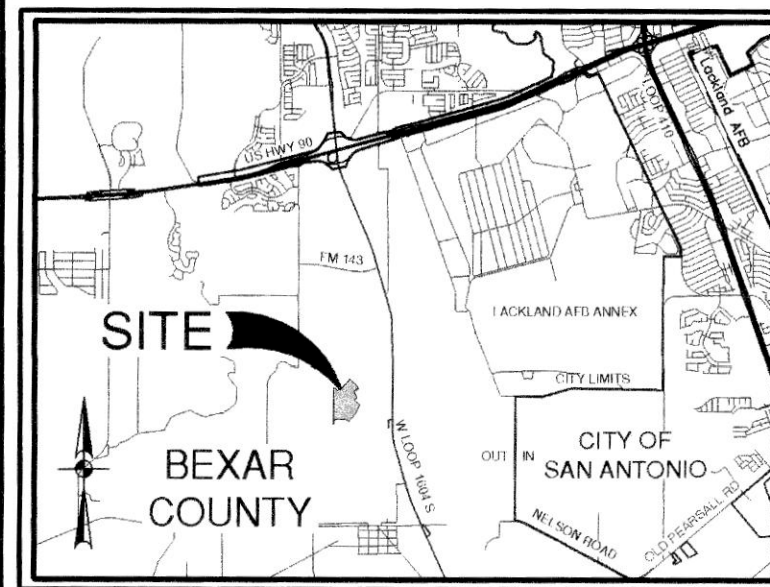 US HWY 90
LOOP 410
Lackland AFB
FM 143
LACKLAND AFB ANNEX
SITE
CITY LIMITS
W LOOP 1604 S
OUT
IN
CITY OF
SAN ANTONIO
BEXAR
COUNTY
NELSON ROAD
OLD PEARSALL RD